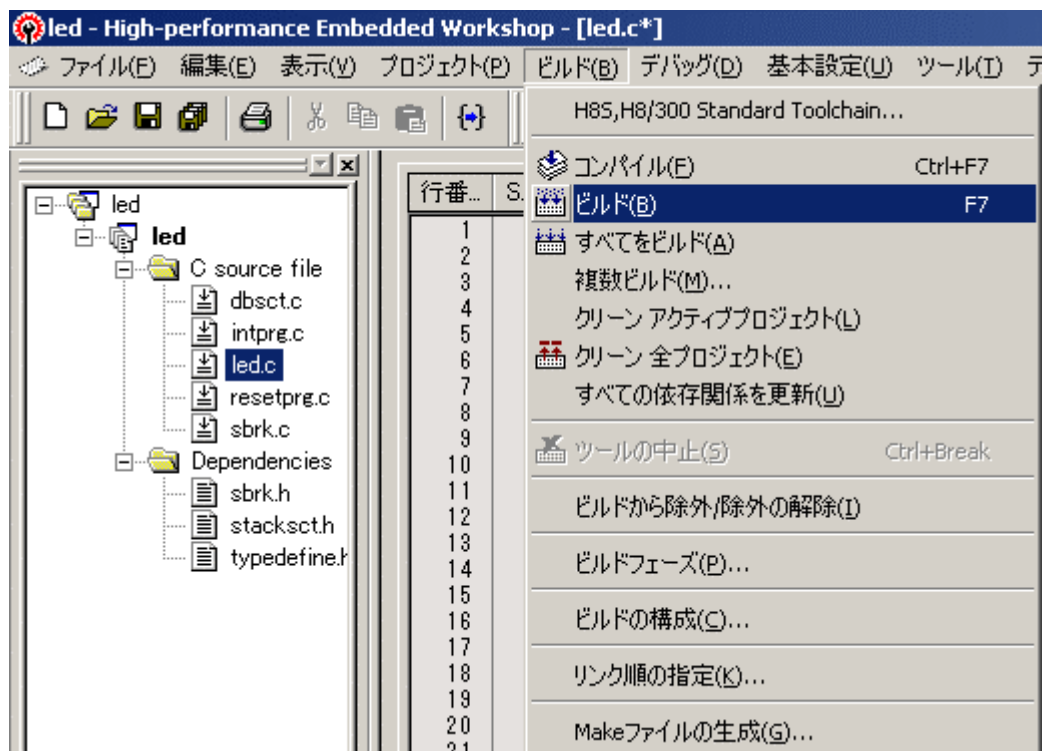 led - High-performance Embedded Workshop - [led.c*]
ファイル(F) 編集(E) 表示(V) プロジェクト(P) ビルド(B) デバッグ(D) 基本設定(U) ツール(T) テ
H8S,H8/300 Standard Toolchain...
コンパイル(F) Ctrl+F7
ビルド(B) F7
すべてをビルド(A)
複数ビルド(M)...
クリーン アクティブプロジェクト(L)
クリーン 全プロジェクト(E)
すべての依存関係を更新(U)
ツールの中止(S) Ctrl+Break
ビルドから除外/除外の解除(I)
ビルドフェーズ(P)...
ビルドの構成(C)...
リンク順の指定(K)...
Makeファイルの生成(G)...
led
led
C source file
dbsct.c
intprg.c
led.c
resetprg.c
sbrk.c
Dependencies
sbrk.h
stacksct.h
typedefine.h
行番... S.
1
2
3
4
5
6
7
8
9
10
11
12
13
14
15
16
17
18
19
20
21